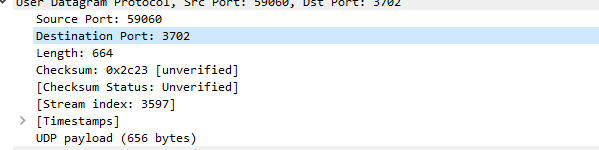 User Datagram Protocol, Src Port: 59060, Dst Port: 3702
Source Port: 59060
Destination Port: 3702
Length: 664
Checksum: 0x2c23 [unverified]
[Checksum Status: Unverified]
[Stream index: 3597]
[Timestamps]
UDP payload (656 bytes)